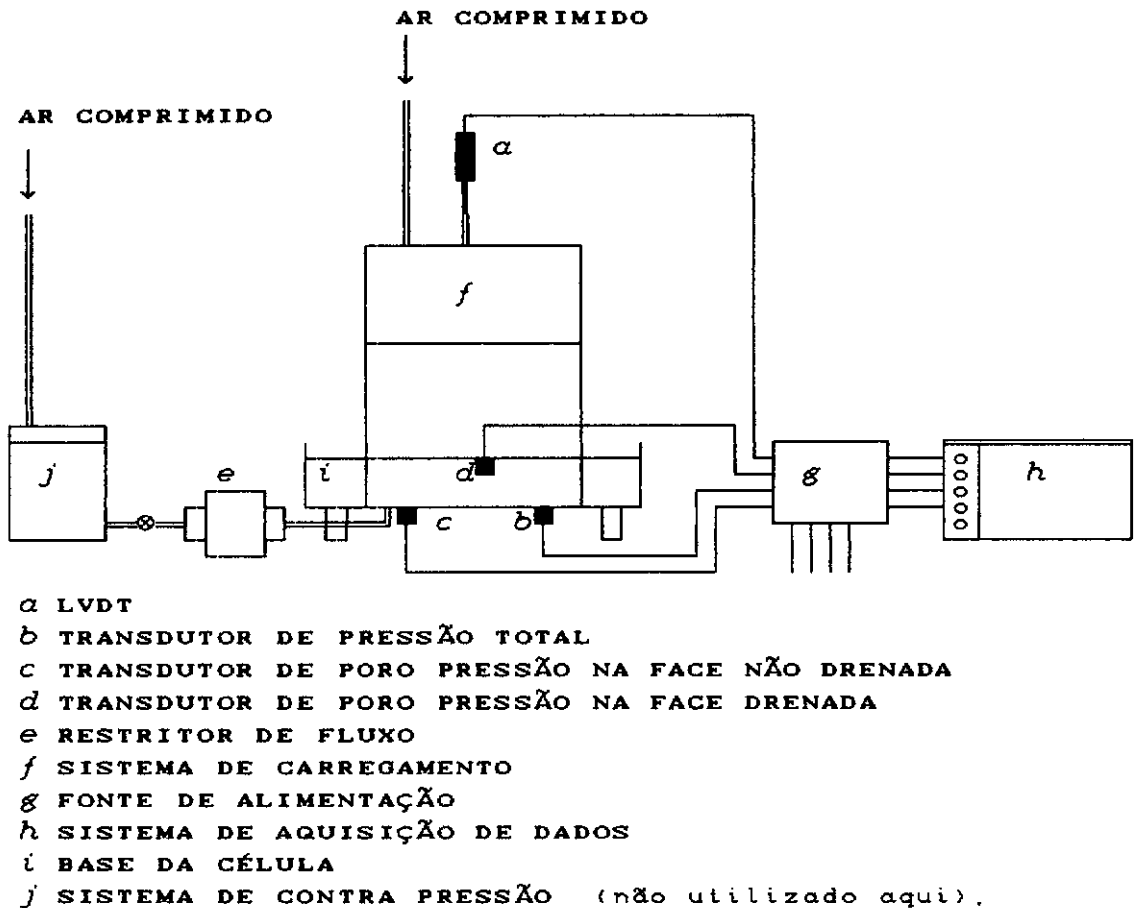 AR COMPRIMIDO
AR COMPRIMIDO
a
f
j
e
i
d
c
b
g
h
a LVDT
b TRANSDUTOR DE PRESSÃO TOTAL
c TRANSDUTOR DE PORO PRESSÃO NA FACE NÃO DRENADA
d TRANSDUTOR DE PORO PRESSÃO NA FACE DRENADA
e RESTRITOR DE FLUXO
f SISTEMA DE CARREGAMENTO
g FONTE DE ALIMENTAÇÃO
h SISTEMA DE AQUISIÇÃO DE DADOS
i BASE DA CÉLULA
j SISTEMA DE CONTRA PRESSÃO (não utilizado aqui).